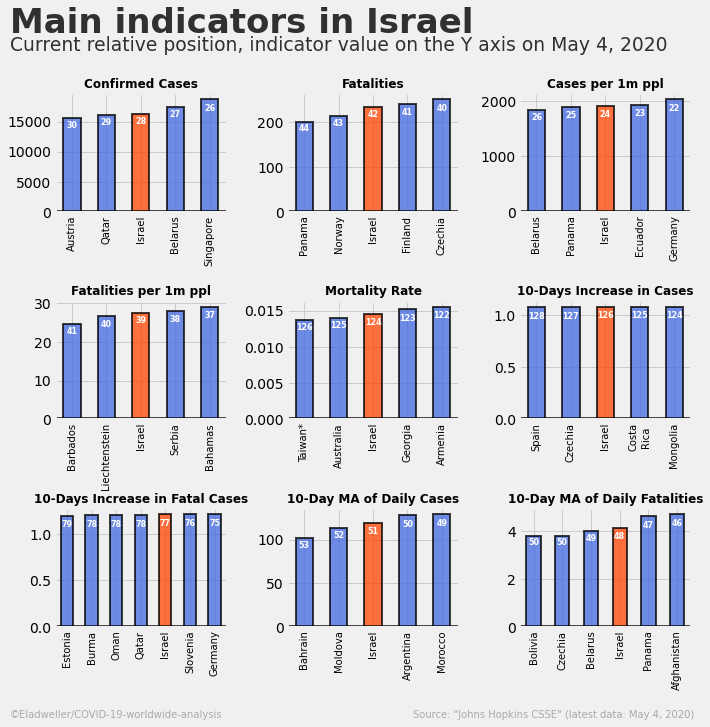 Main indicators in Israel
Current relative position, indicator value on the Y axis on May 4, 2020
Confirmed Cases
15000
10000
5000
0
30
29
28
27
26
Austria
Qatar
Israel
Belarus
Singapore
Fatalities
200
100
0
44
43
42
41
40
Panama
Norway
Israel
Finland
Czechia
Cases per 1m ppl
2000
1000
0
26
25
24
23
22
Belarus
Panama
Israel
Ecuador
Germany
Fatalities per 1m ppl
30
20
10
0
41
40
39
38
37
Barbados
Liechtenstein
Israel
Serbia
Bahamas
Mortality Rate
0.015
0.010
0.005
0.000
126
125
124
123
122
Taiwan*
Australia
Israel
Georgia
Armenia
10-Days Increase in Cases
1.0
0.5
0.0
128
127
126
125
124
Spain
Czechia
Israel
Costa
Rica
Mongolia
10-Days Increase in Fatal Cases
1.0
0.5
0.0
79
78
78
78
77
76
75
Estonia
Burma
Oman
Qatar
Israel
Slovenia
Germany
10-Day MA of Daily Cases
100
50
0
53
52
51
50
49
Bahrain
Moldova
Israel
Argentina
Morocco
10-Day MA of Daily Fatalities
4
2
0
50
50
49
48
47
46
Bolivia
Czechia
Belarus
Israel
Panama
Afghanistan
©Eladweller/COVID-19-worldwide-analysis
Source: "Johns Hopkins CSSE" (latest data: May 4, 2020)